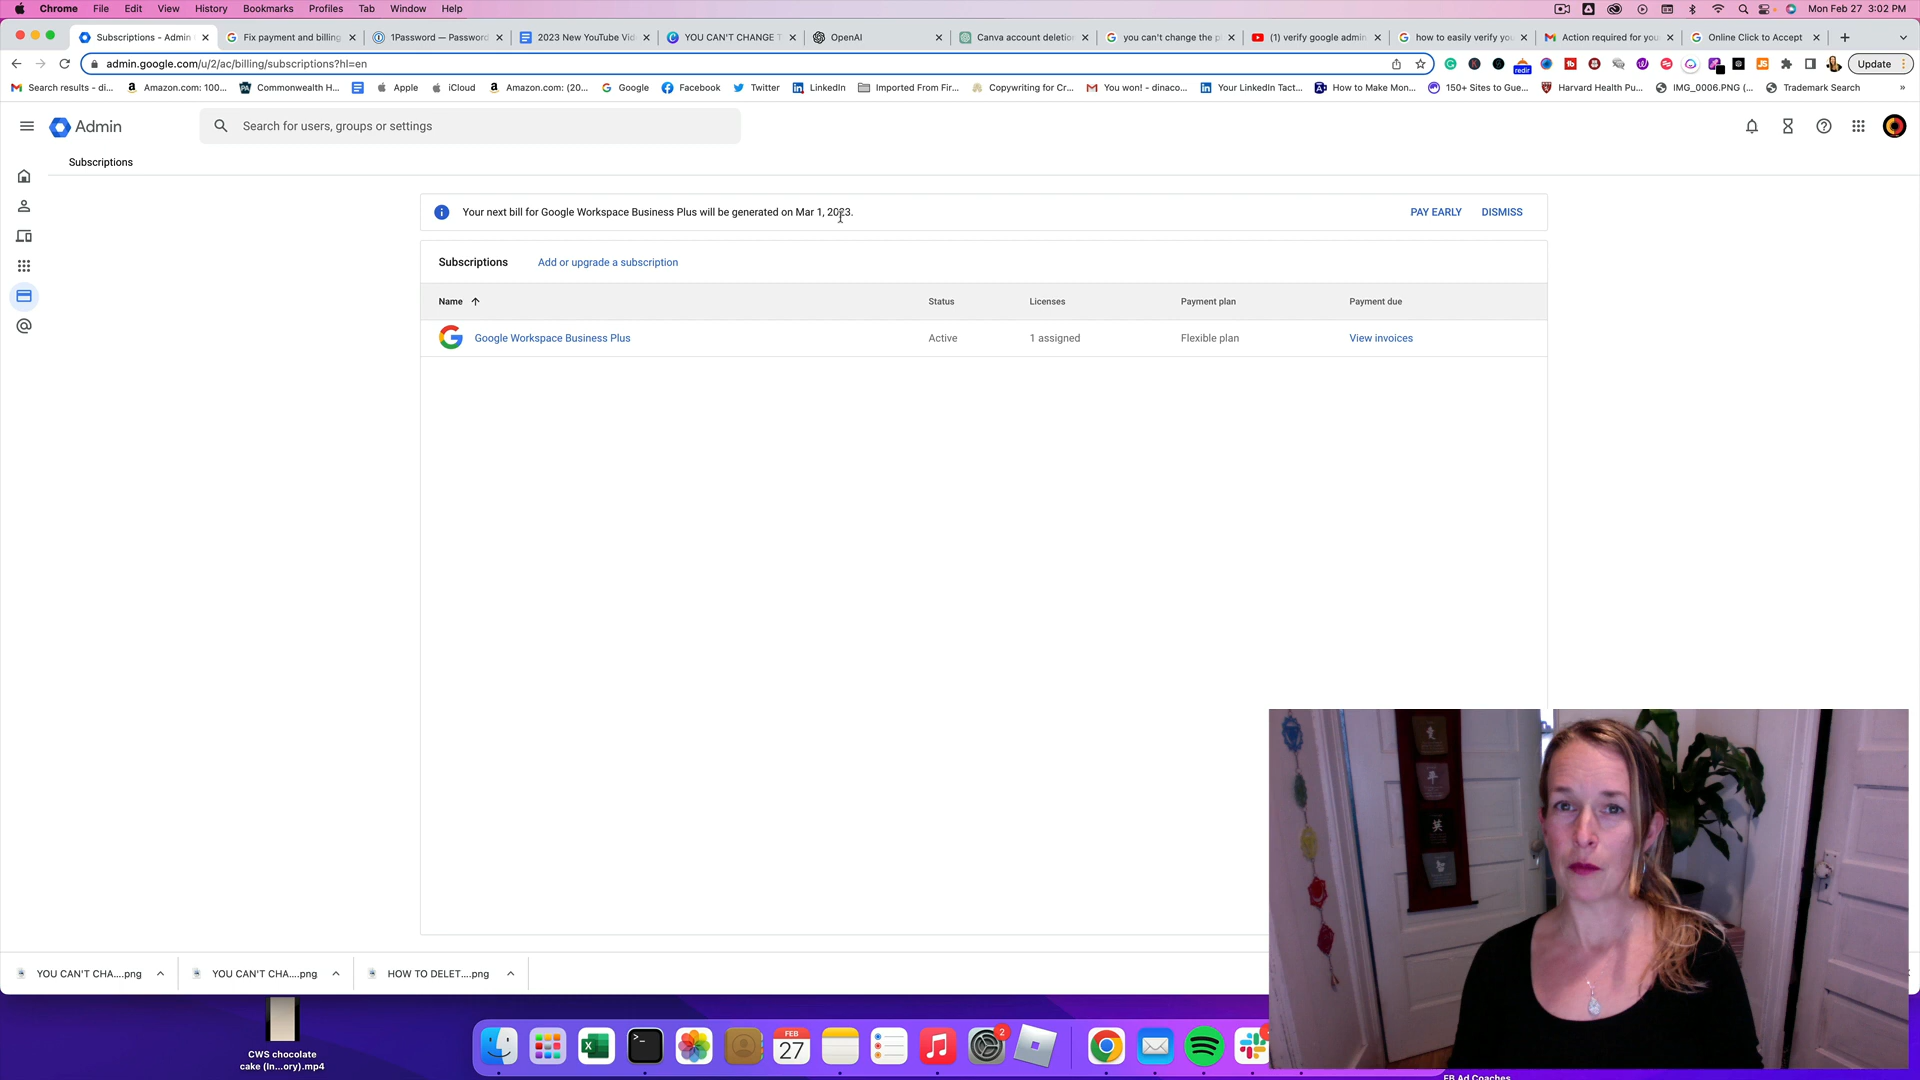 Chrome File Edit View History Bookmarks Profiles Tab Window Help Mon Feb 27 3:02 PM
Subscriptions - Admin Fix payment and billing 1Password — Password 2023 New YouTube Vid YOU CAN'T CHANGE T OpenAI Canva account deletio you can't change the p (1) verify google admin how to easily verify yo Action required for you Online Click to Accept
admin.google.com/u/2/ac/billing/subscriptions?hl=en redir Update
Search results - di... Amazon.com: 100... Commonwealth H... Apple iCloud Amazon.com: (20... Google Facebook Twitter LinkedIn Imported From Fir... Copywriting for Cr... You won! - dinaco... Your LinkedIn Tact... How to Make Mon... 150+ Sites to Gue... Harvard Health Pu... IMG_0006.PNG (... Trademark Search »
Admin Search for users, groups or settings
Subscriptions
Your next bill for Google Workspace Business Plus will be generated on Mar 1, 2023. PAY EARLY DISMISS
Subscriptions Add or upgrade a subscription
Name Status Licenses Payment plan Payment due
Google Workspace Business Plus Active 1 assigned Flexible plan View invoices
YOU CAN'T CHA....png YOU CAN'T CHA....png HOW TO DELET....png
FEB
27
2
CWS chocolate
cake (In...ory).mp4
FB Ad Coaches